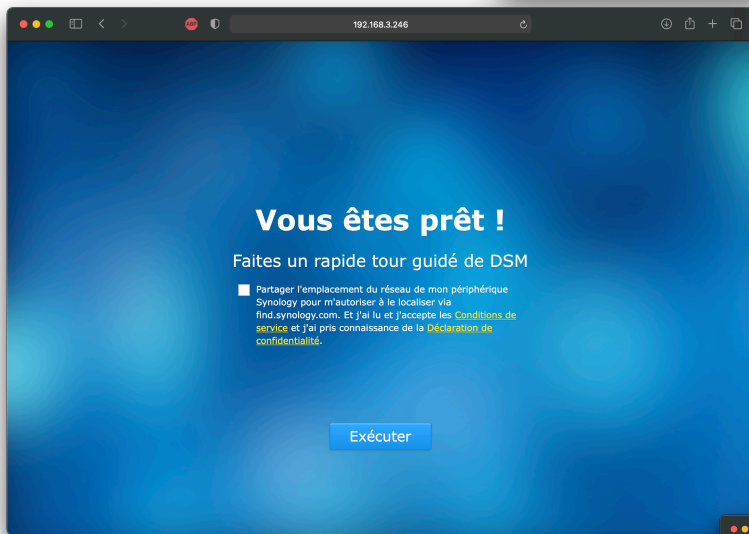 ABP
192.168.3.246
Vous êtes prêt !
Faites un rapide tour guidé de DSM
Partager l'emplacement du réseau de mon périphérique
Synology pour m'autoriser à le localiser via
find.synology.com. Et j'ai lu et j'accepte les Conditions de
service et j'ai pris connaissance de la Déclaration de
confidentialité.
Exécuter